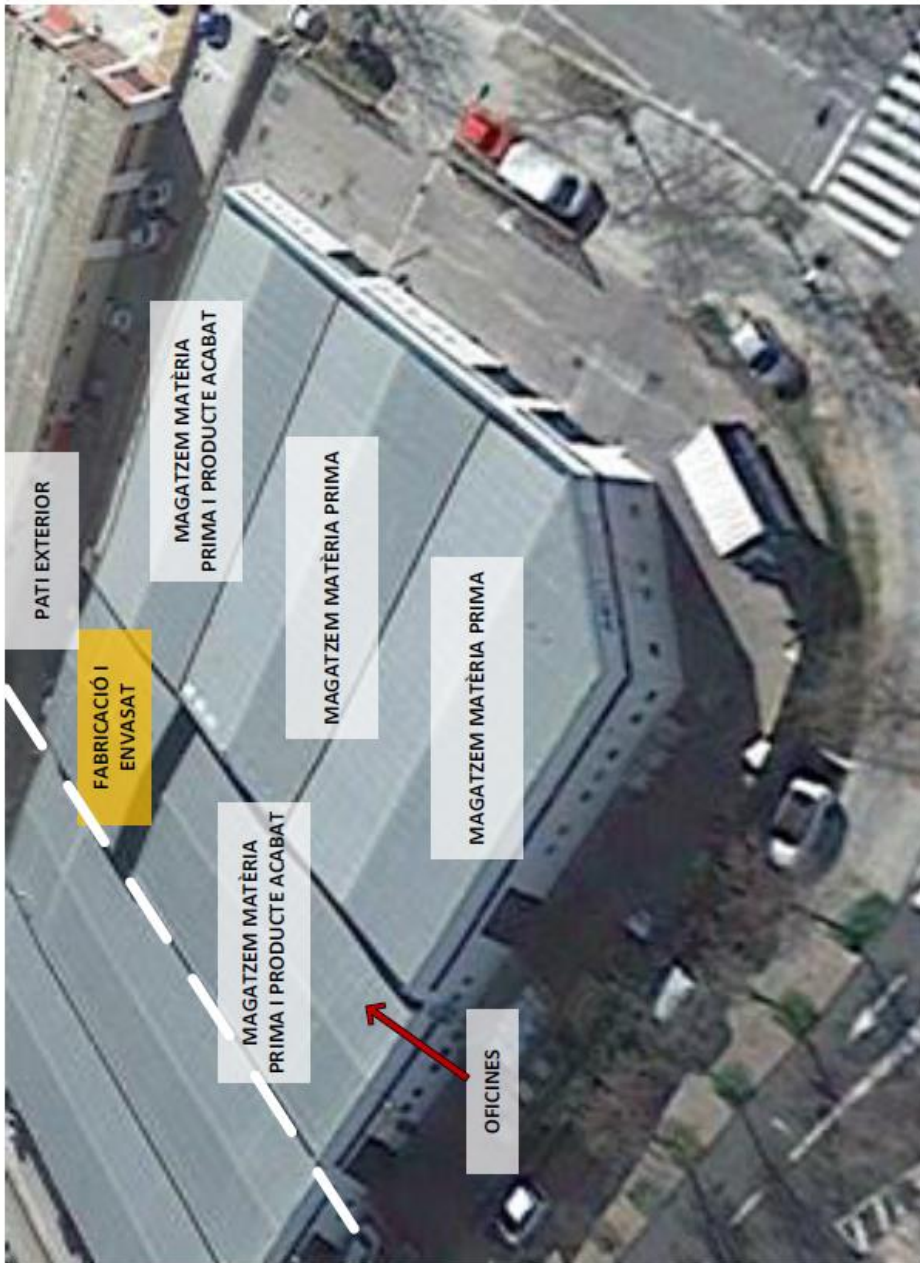 PATI EXTERIOR
FABRICACIÓ I
ENVASAT
MAGATZEM MATÈRIA
PRIMA I PRODUCTE ACABAT
MAGATZEM MATÈRIA
PRIMA I PRODUCTE ACABAT
MAGATZEM MATÈRIA PRIMA
MAGATZEM MATÈRIA PRIMA
OFICINES